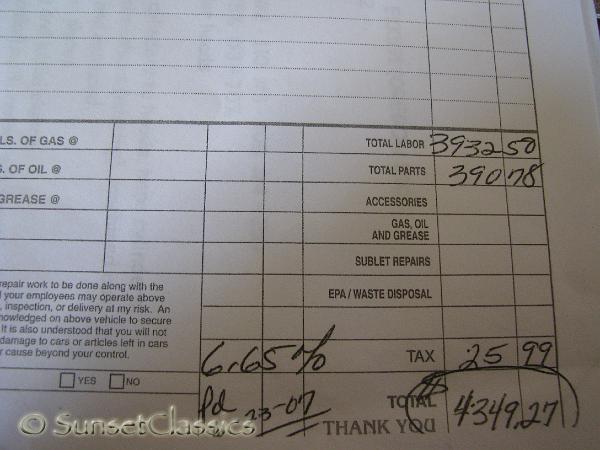 LS. OF GAS @ TOTAL LABOR 3932 50
S. OF OIL @ TOTAL PARTS 390 78
GREASE @ ACCESSORIES
GAS, OIL
AND GREASE
SUBLET REPAIRS
EPA / WASTE DISPOSAL
repair work to be done along with the
your employees may operate above
, inspection, or delivery at my risk. An
nowledged on above vehicle to secure
It is also understood that you will not
damage to cars or articles left in cars
r cause beyond your control.
6.65% TAX 25 99
YES NO
Pd 23-07
TOTAL $ 4349.27
THANK YOU
© SunsetClassics